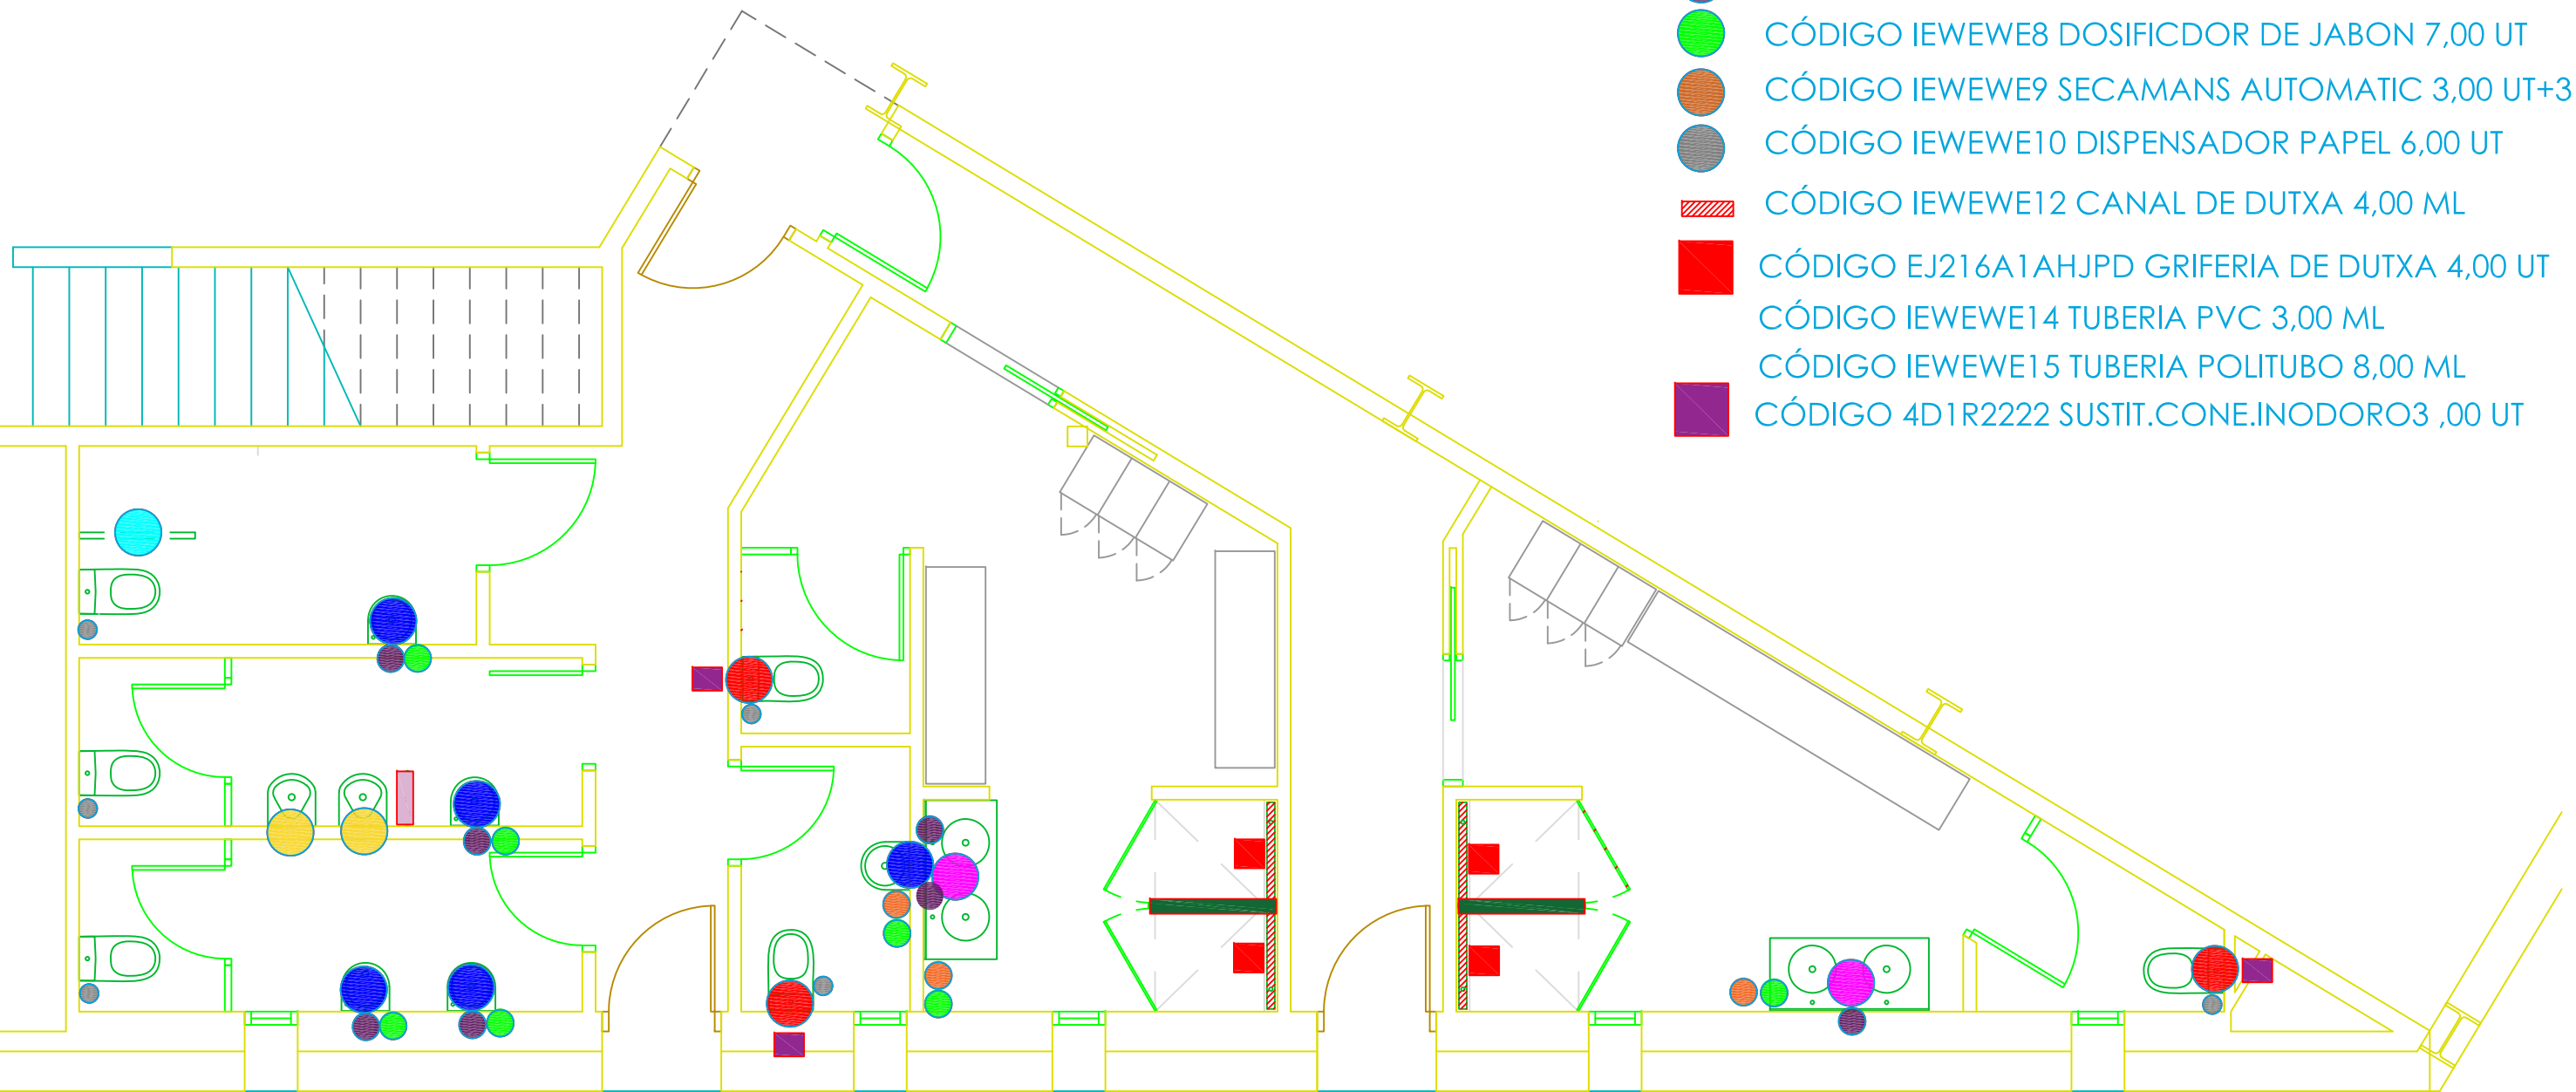 CÓDIGO IEWEWE8 DOSIFICDOR DE JABON 7,00 UT
CÓDIGO IEWEWE9 SECAMANS AUTOMATIC 3,00 UT+3
CÓDIGO IEWEWE10 DISPENSADOR PAPEL 6,00 UT
CÓDIGO IEWEWE12 CANAL DE DUTXA 4,00 ML
CÓDIGO EJ216A1AHJPD GRIFERIA DE DUTXA 4,00 UT
CÓDIGO IEWEWE14 TUBERIA PVC 3,00 ML
CÓDIGO IEWEWE15 TUBERIA POLITUBO 8,00 ML
CÓDIGO 4D1R2222 SUSTIT.CONE.INODORO3 ,00 UT